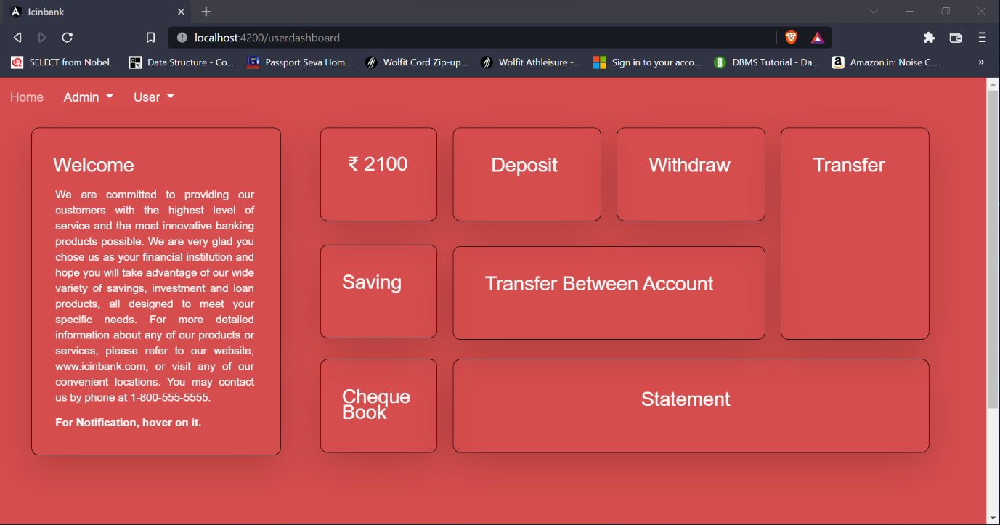 Icinbank
localhost:4200/userdashboard
SELECT from Nobel...
Data Structure - Co...
Passport Seva Hom...
Wolfit Cord Zip-up...
Wolfit Athleisure -...
Sign in to your acco...
DBMS Tutorial - Da...
Amazon.in: Noise C...
»
Home
Admin
User
Welcome
We are committed to providing our
customers with the highest level of
service and the most innovative banking
products possible. We are very glad you
chose us as your financial institution and
hope you will take advantage of our wide
variety of savings, investment and loan
products, all designed to meet your
specific needs. For more detailed
information about any of our products or
services, please refer to our website,
www.icinbank.com, or visit any of our
convenient locations. You may contact
us by phone at 1-800-555-5555.
For Notification, hover on it.
₹ 2100
Deposit
Withdraw
Transfer
Saving
Transfer Between Account
Cheque
Book
Statement